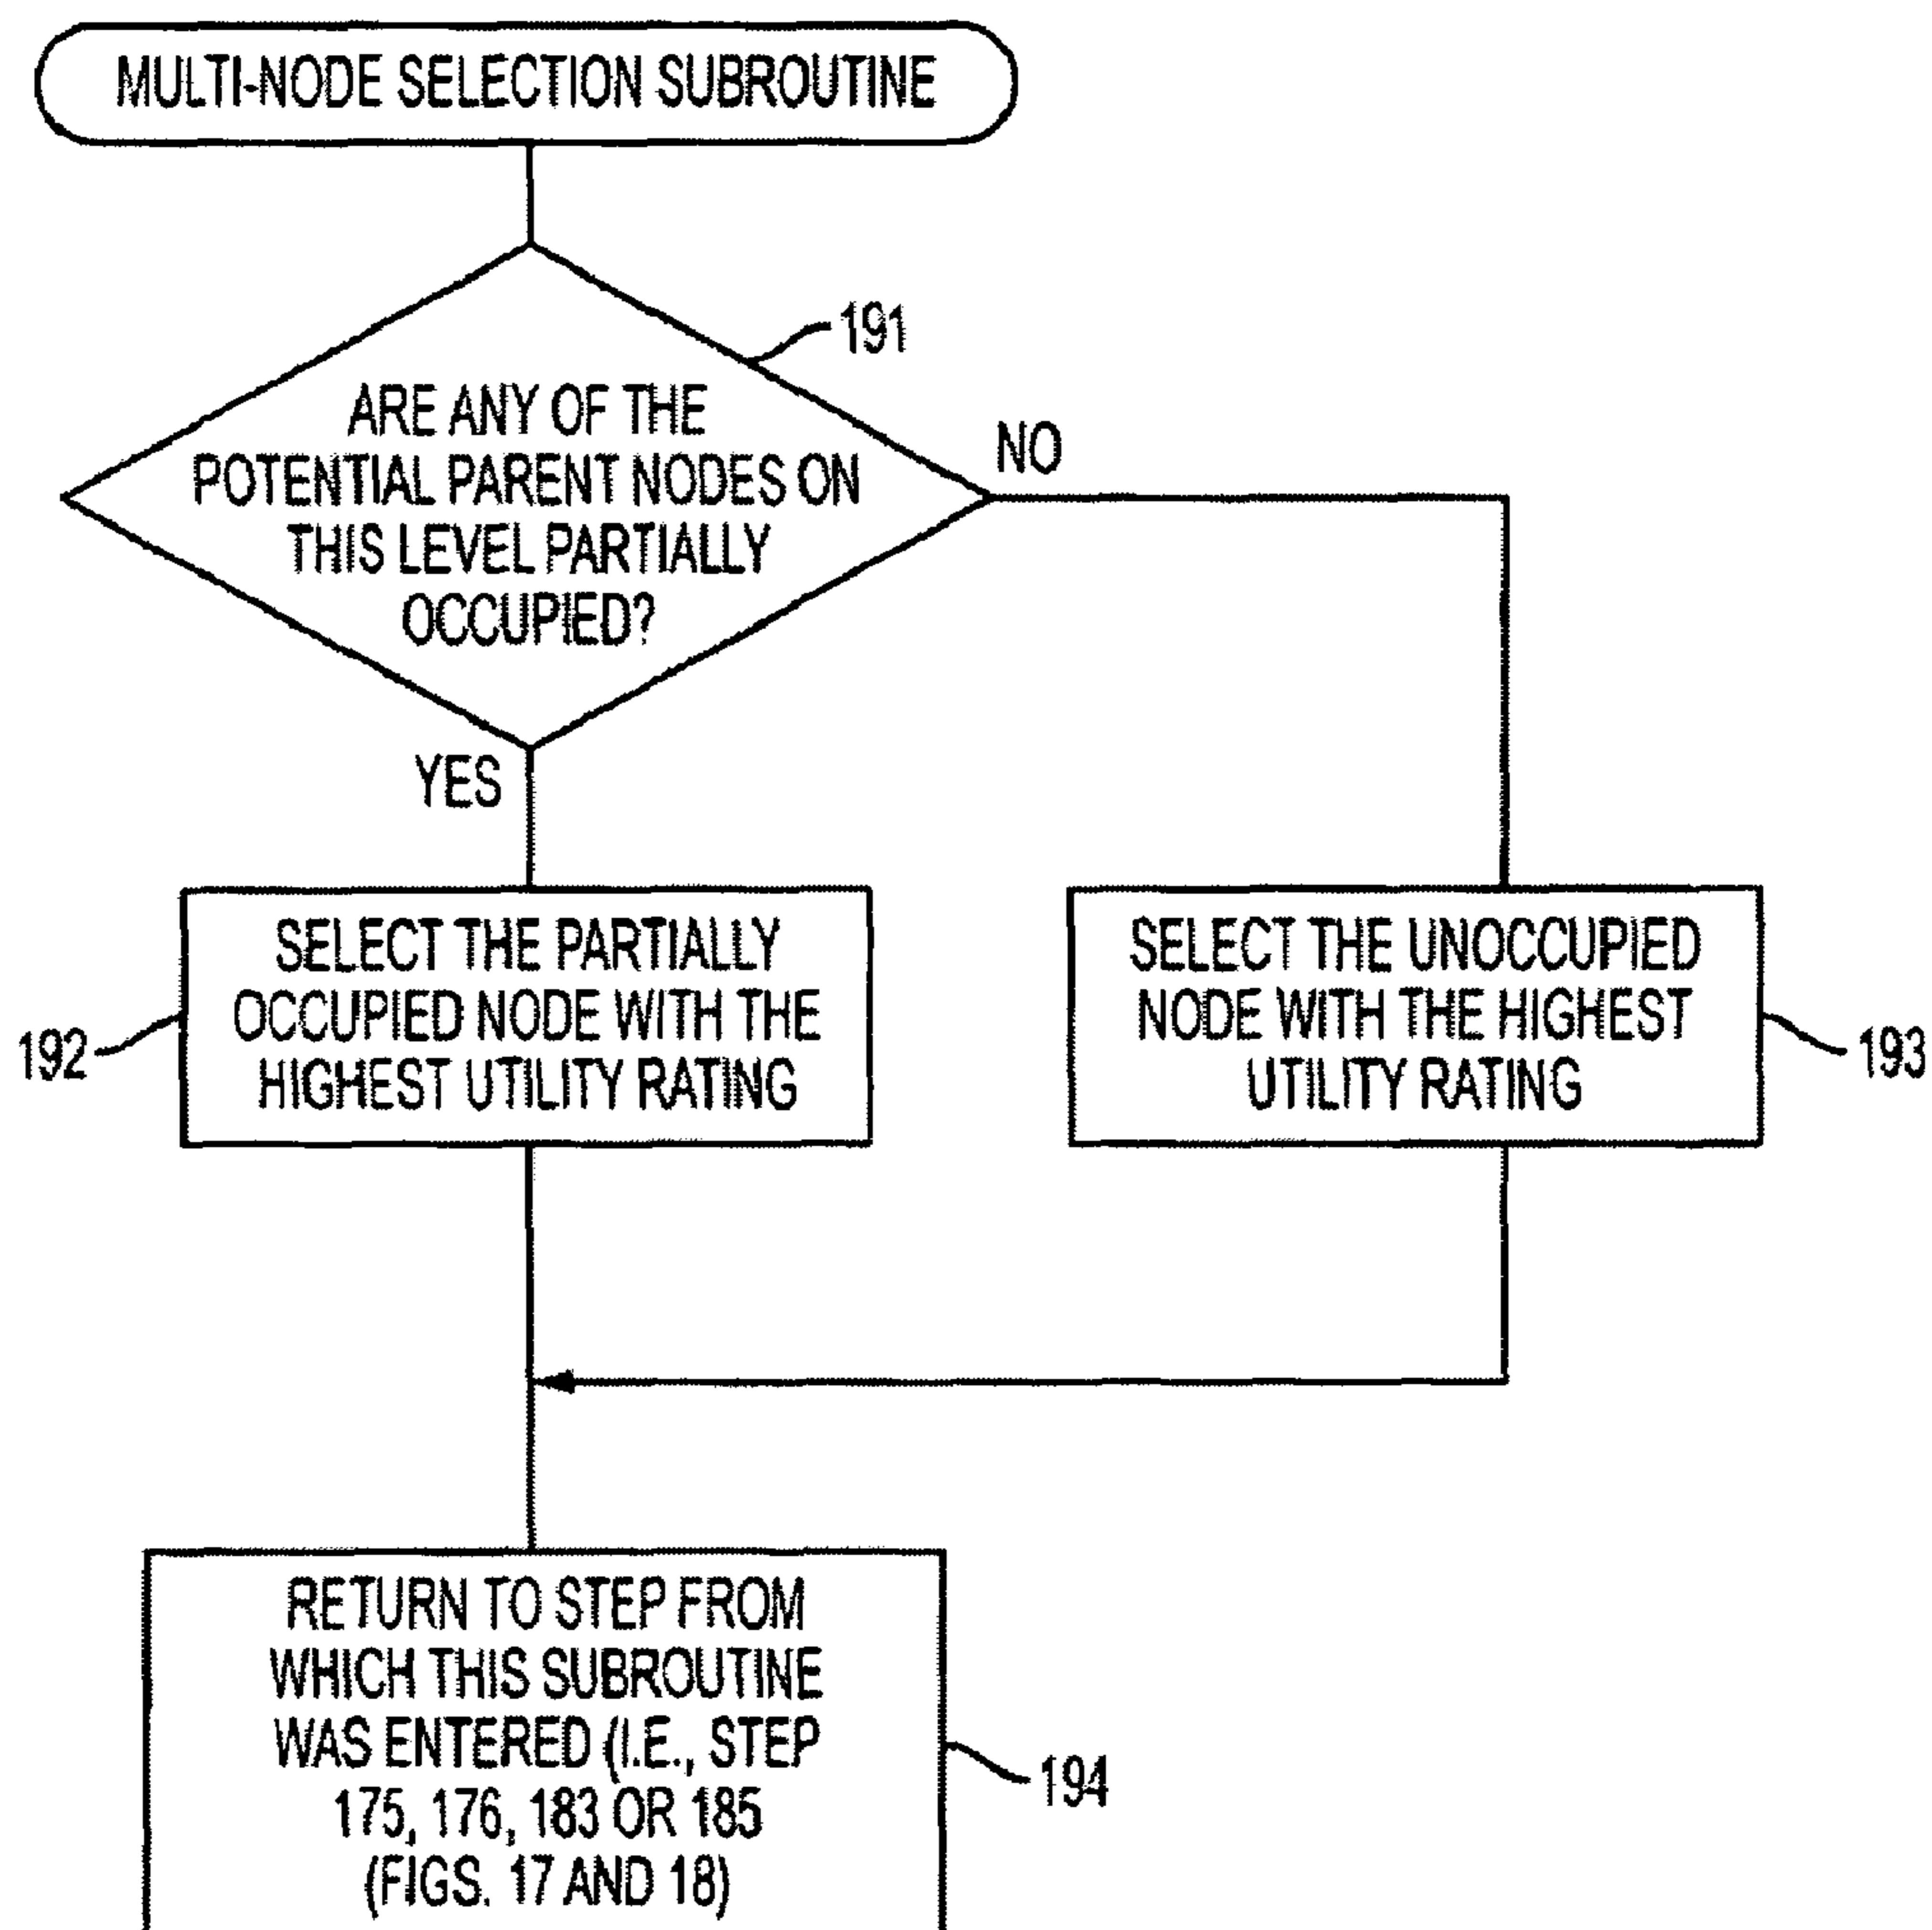 MULTI-NODE SELECTION SUBROUTINE
191
ARE ANY OF THE
POTENTIAL PARENT NODES ON
THIS LEVEL PARTIALLY
OCCUPIED?
NO
YES
SELECT THE PARTIALLY
OCCUPIED NODE WITH THE
HIGHEST UTILITY RATING
192
SELECT THE UNOCCUPIED
NODE WITH THE HIGHEST
UTILITY RATING
193
RETURN TO STEP FROM
WHICH THIS SUBROUTINE
WAS ENTERED (I.E., STEP
175, 176, 183 OR 185
(FIGS. 17 AND 18)
194